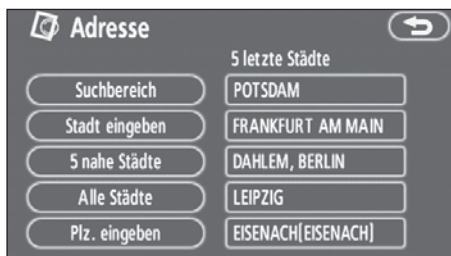 Adresse
5 letzte Städte
Suchbereich
POTSDAM
Stadt eingeben
FRANKFURT AM MAIN
5 nahe Städte
DAHLEM, BERLIN
Alle Städte
LEIPZIG
Plz. eingeben
EISENACH[EISENACH]